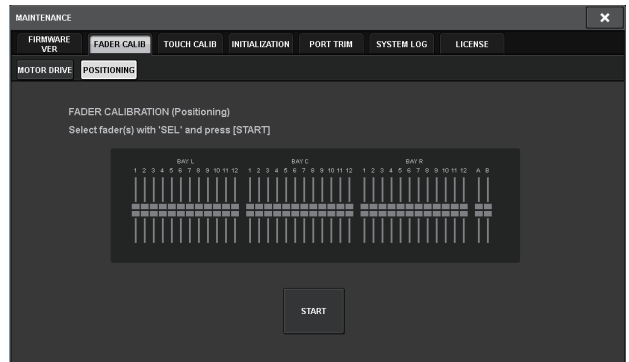 MAINTENANCE
FIRMWARE VER FADER CALIB TOUCH CALIB INITIALIZATION PORT TRIM SYSTEM LOG LICENSE
MOTOR DRIVE POSITIONING
FADER CALIBRATION (Positioning)
Select fader(s) with 'SEL' and press [START]
BAY L BAY C BAY R
1 2 3 4 5 6 7 8 9 10 11 12 1 2 3 4 5 6 7 8 9 10 11 12 1 2 3 4 5 6 7 8 9 10 11 12 A B
START